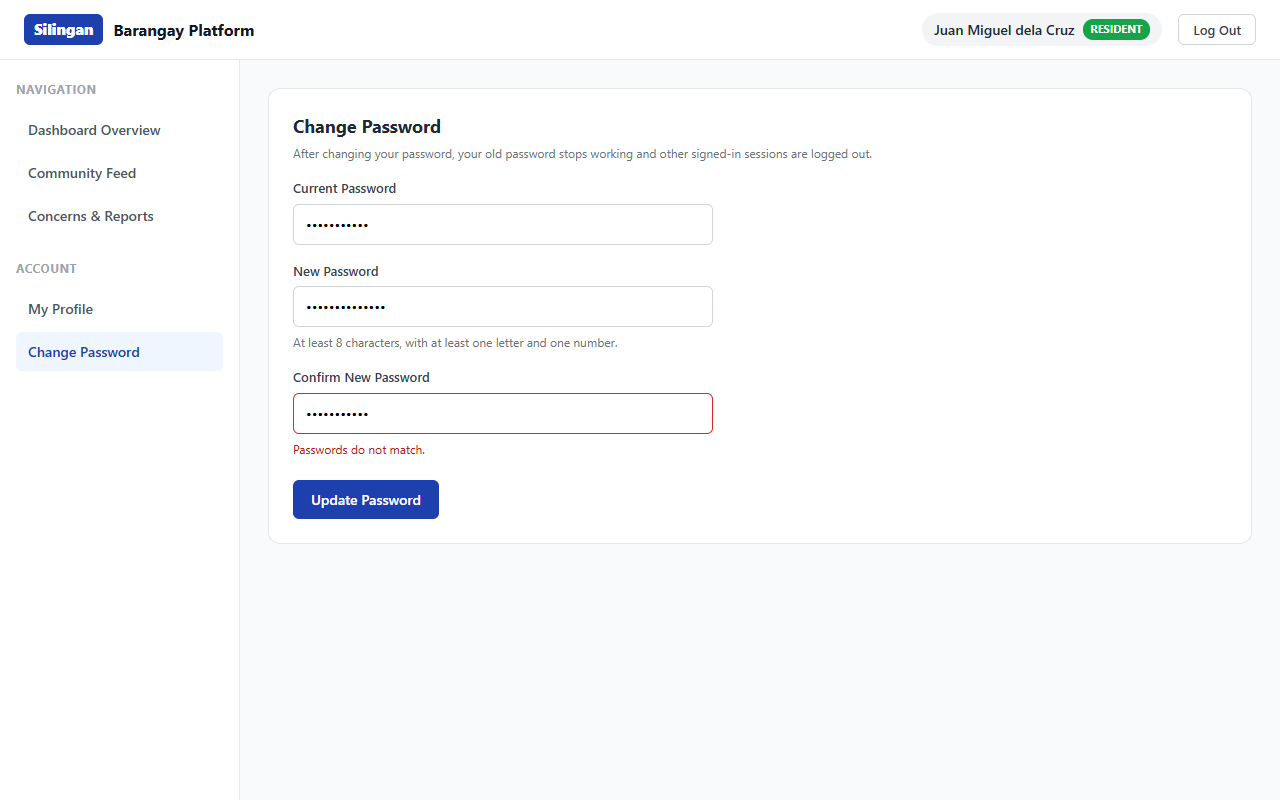 Silingan
Barangay Platform
Juan Miguel dela Cruz
RESIDENT
Log Out
NAVIGATION
Dashboard Overview
Community Feed
Concerns & Reports
ACCOUNT
My Profile
Change Password
Change Password
After changing your password, your old password stops working and other signed-in sessions are logged out.
Current Password
•••••••••••
New Password
••••••••••••••
At least 8 characters, with at least one letter and one number.
Confirm New Password
•••••••••••
Passwords do not match.
Update Password